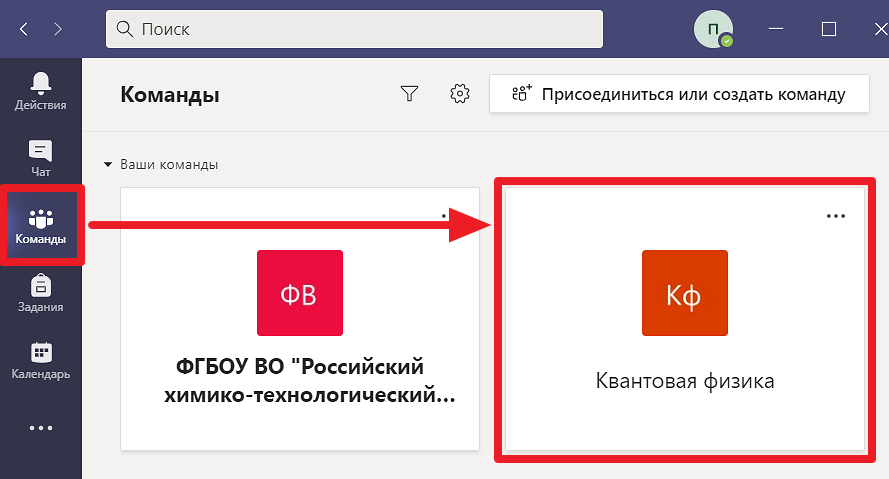 Поиск
П
Действия
Чат
Команды
Задания
Календарь
Команды
Присоединиться или создать команду
Ваши команды
ФВ
ФГБОУ ВО "Российский
химико-технологический...
Кф
Квантовая физика